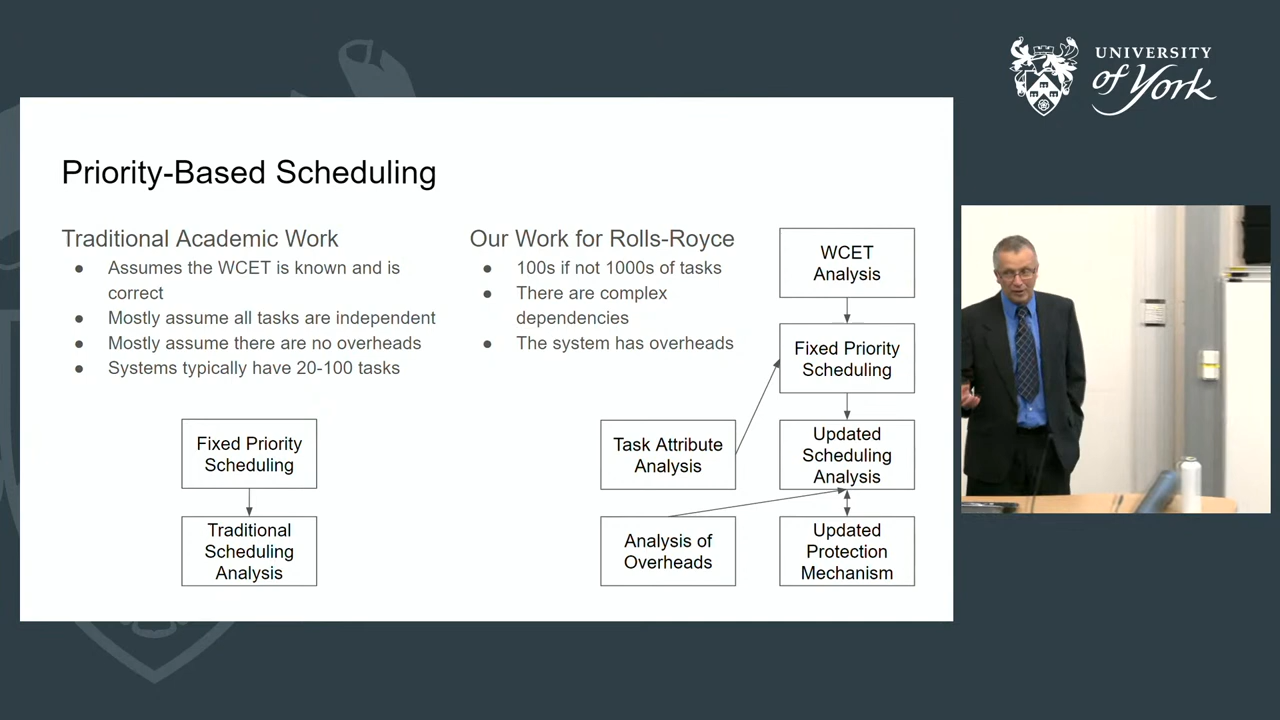 UNIVERSITY
of York
Priority-Based Scheduling
Traditional Academic Work
● Assumes the WCET is known and is
correct
● Mostly assume all tasks are independent
● Mostly assume there are no overheads
● Systems typically have 20-100 tasks
Fixed Priority
Scheduling
Traditional
Scheduling
Analysis
Our Work for Rolls-Royce
● 100s if not 1000s of tasks
● There are complex
dependencies
● The system has overheads
WCET
Analysis
Fixed Priority
Scheduling
Task Attribute
Analysis
Updated
Scheduling
Analysis
Analysis of
Overheads
Updated
Protection
Mechanism